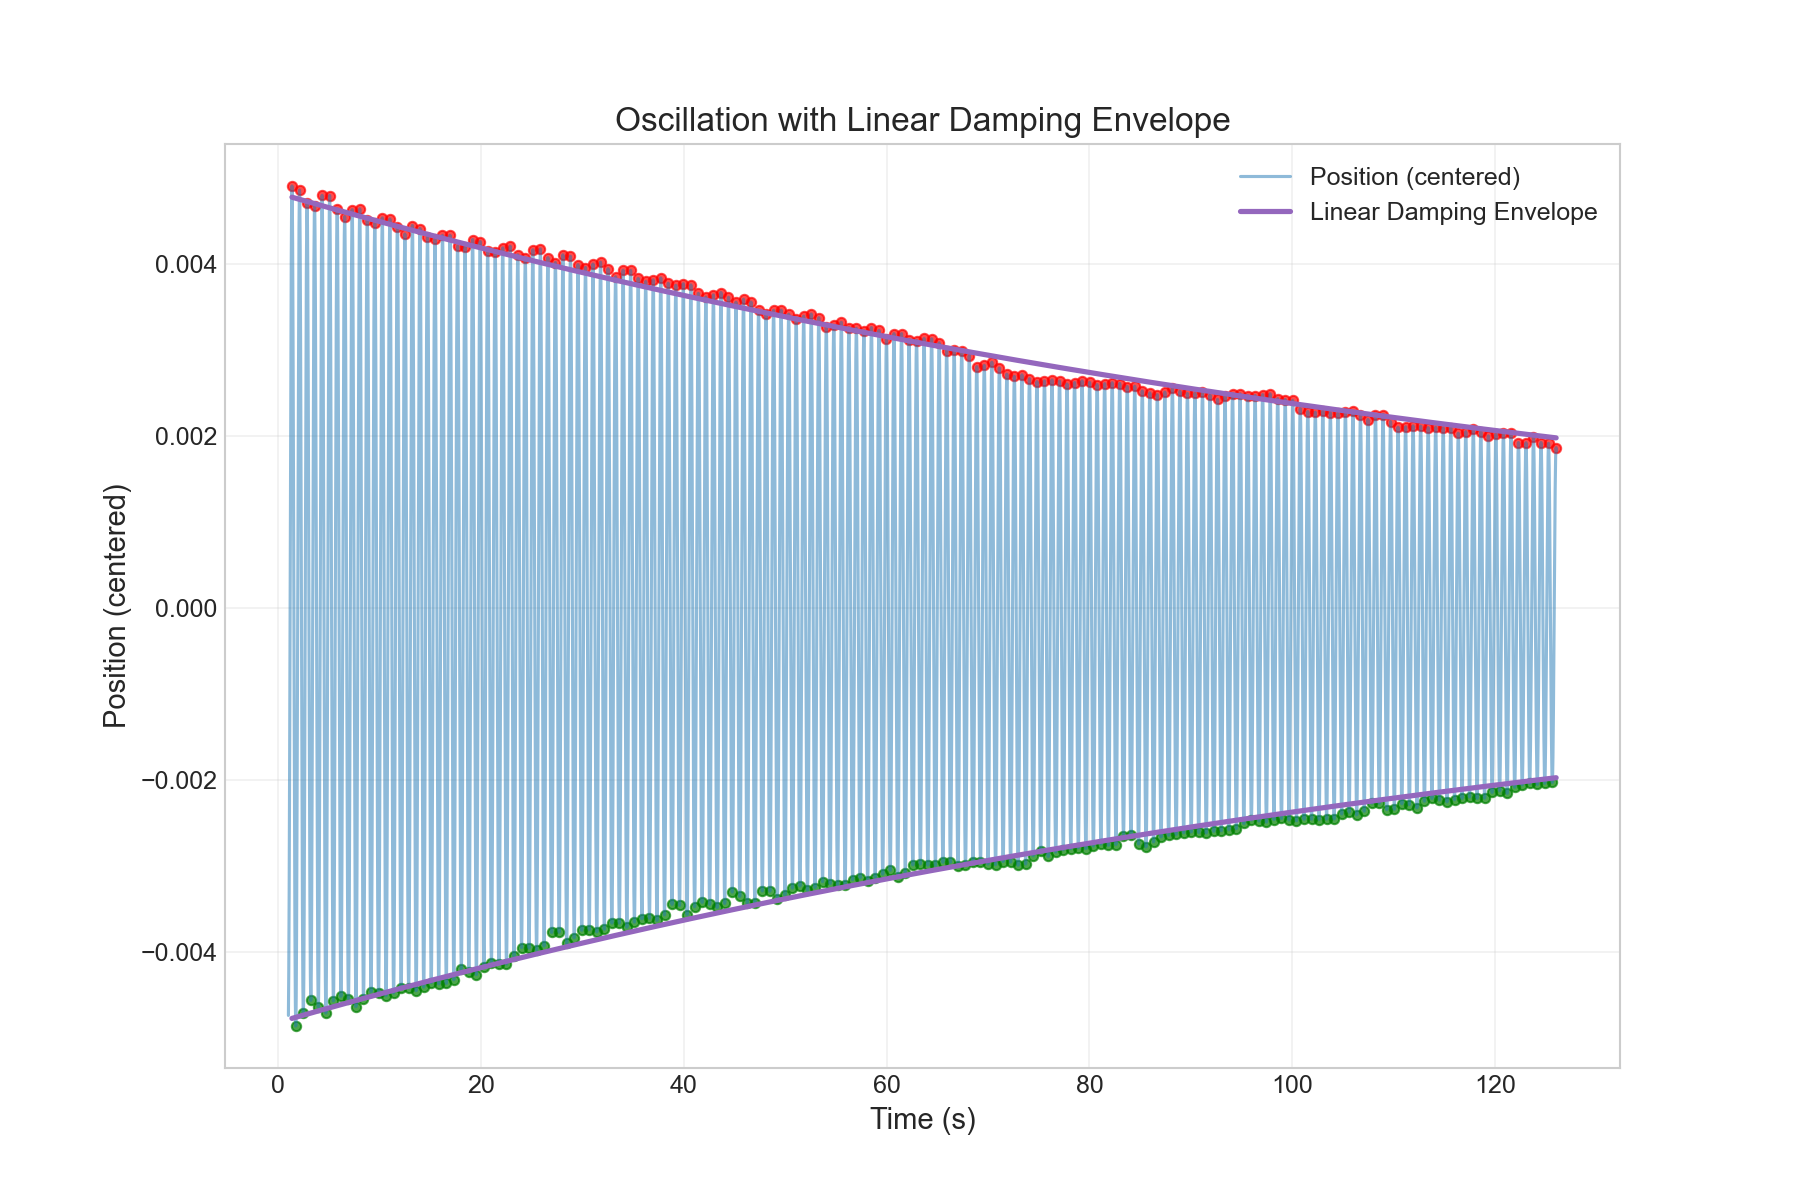 Oscillation with Linear Damping Envelope
Position (centered)
Linear Damping Envelope
0.004
0.002
0.000
−0.002
−0.004
Position (centered)
0 20 40 60 80 100 120
Time (s)